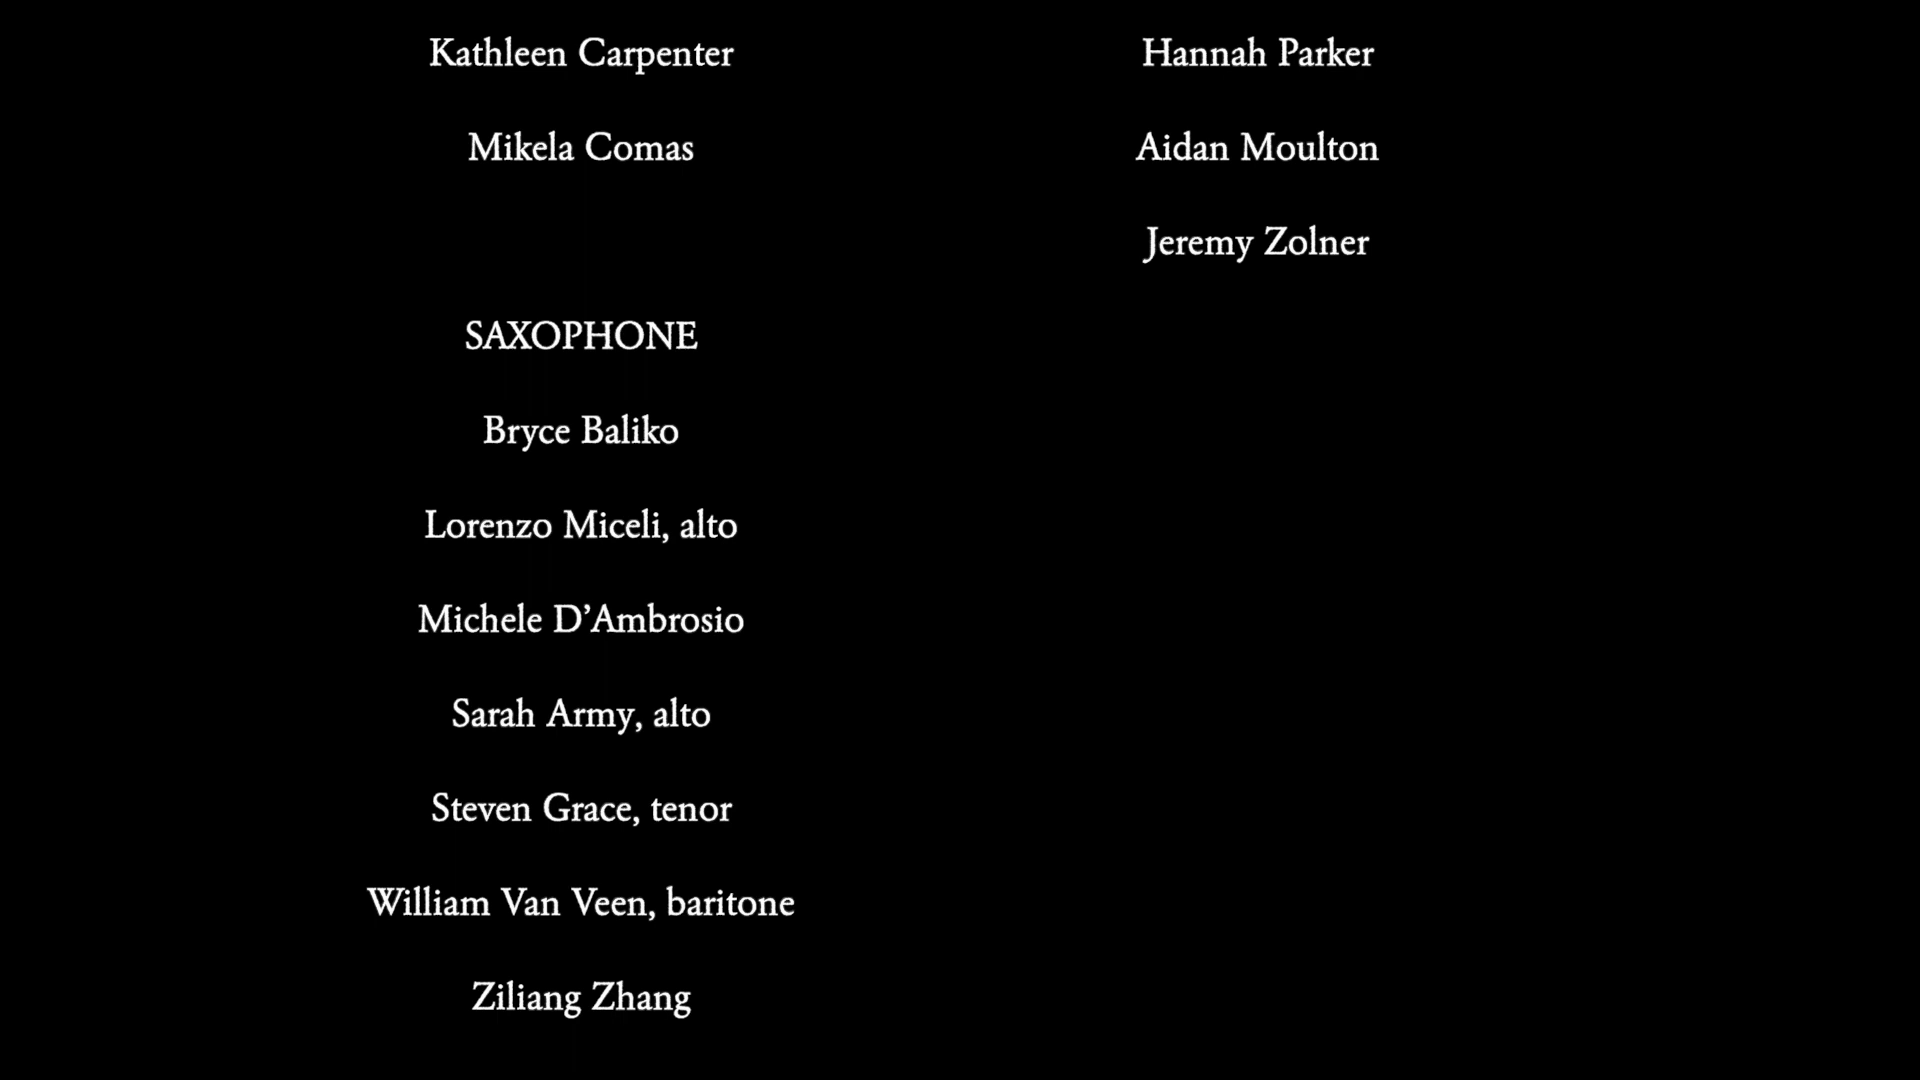 Kathleen Carpenter
Mikela Comas
SAXOPHONE
Bryce Baliko
Lorenzo Miceli, alto
Michele D’Ambrosio
Sarah Army, alto
Steven Grace, tenor
William Van Veen, baritone
Ziliang Zhang
Hannah Parker
Aidan Moulton
Jeremy Zolner